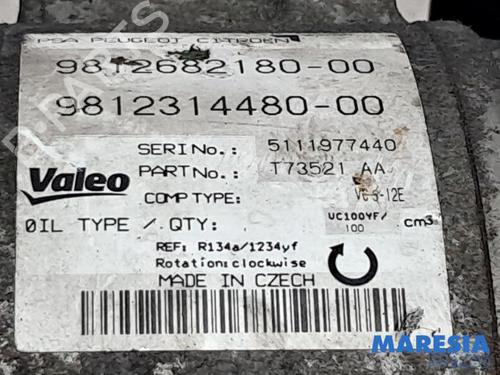 PSA PEUGEOT CITROEN
9812682180-00
9812314480-00
SERI No.: 5111977440
PART No.: T73521 AA
Valeo
COMP TYPE: VCS-12E
OIL TYPE /. QTY: VC100YF/ 100 cm3
REF: R134a/1234yf
Rotation:clockwise
MADE IN CZECH
MARESIA
PARTS